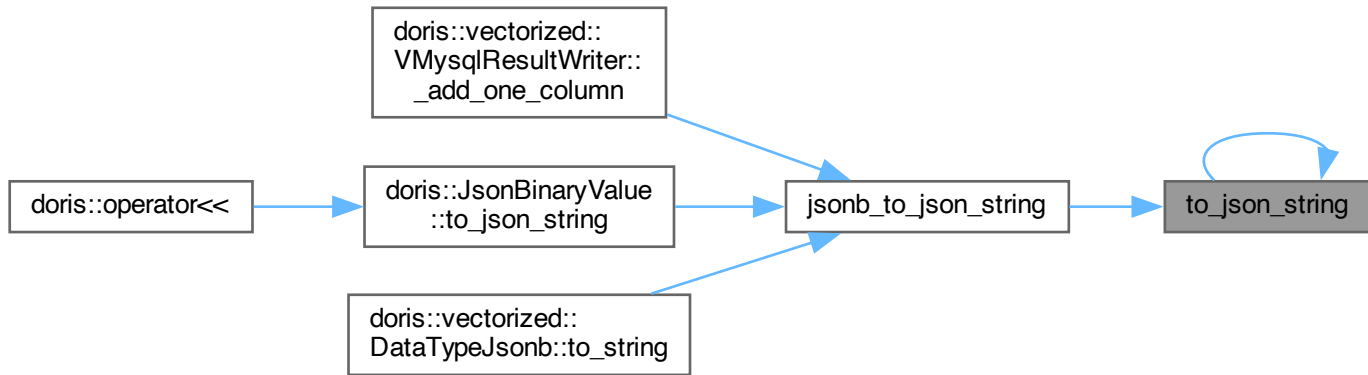 doris::vectorized::
VMysqlResultWriter::
_add_one_column
doris::operator<<
doris::JsonBinaryValue
::to_json_string
jsonb_to_json_string
to_json_string
doris::vectorized::
DataTypeJsonb::to_string